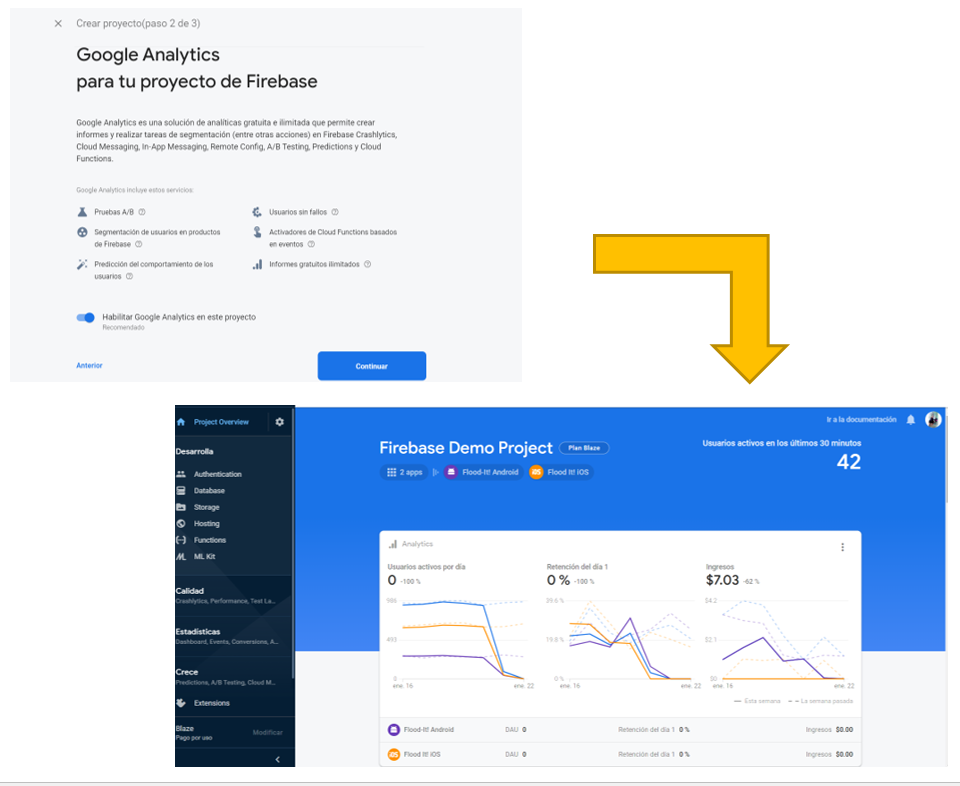 Crear proyecto(paso 2 de 3)
Google Analytics
para tu proyecto de Firebase
Google Analytics es una solución de analíticas gratuita e ilimitada que permite crear
informes y realizar tareas de segmentación (entre otras acciones) en Firebase Crashlytics,
Cloud Messaging, In-App Messaging, Remote Config, A/B Testing, Predictions y Cloud
Functions.
Google Analytics incluye estos servicios:
Pruebas A/B
Usuarios sin fallos
Segmentación de usuarios en productos
de Firebase
Activadores de Cloud Functions basados
en eventos
Predicción del comportamiento de los
usuarios
Informes gratuitos ilimitados
Habilitar Google Analytics en este proyecto
Recomendado
Anterior
Continuar
Project Overview
Desarrolla
Authentication
Database
Storage
Hosting
Functions
ML Kit
Calidad
Crashlytics, Performance, Test La...
Estadísticas
Dashboard, Events, Conversions, A...
Crece
Predictions, A/B Testing, Cloud M...
Extensions
Blaze
Pago por uso
Modificar
Ir a la documentación
Firebase Demo Project
Plan Blaze
2 apps
Flood-It! Android
iOS
Flood It! iOS
Usuarios activos en los últimos 30 minutos
42
Analytics
Usuarios activos por día
0 -100 %
986
493
0
ene. 16
ene. 22
Retención del día 1
0 % -100 %
39.6 %
19.8 %
0 %
ene. 16
ene. 22
Ingresos
$7.03 -62 %
$4.2
$2.1
$0
ene. 16
ene. 22
Esta semana
La semana pasada
Flood-It! Android
DAU 0
Retención del día 1 0 %
Ingresos $0.00
iOS
Flood It! iOS
DAU 0
Retención del día 1 0 %
Ingresos $0.00